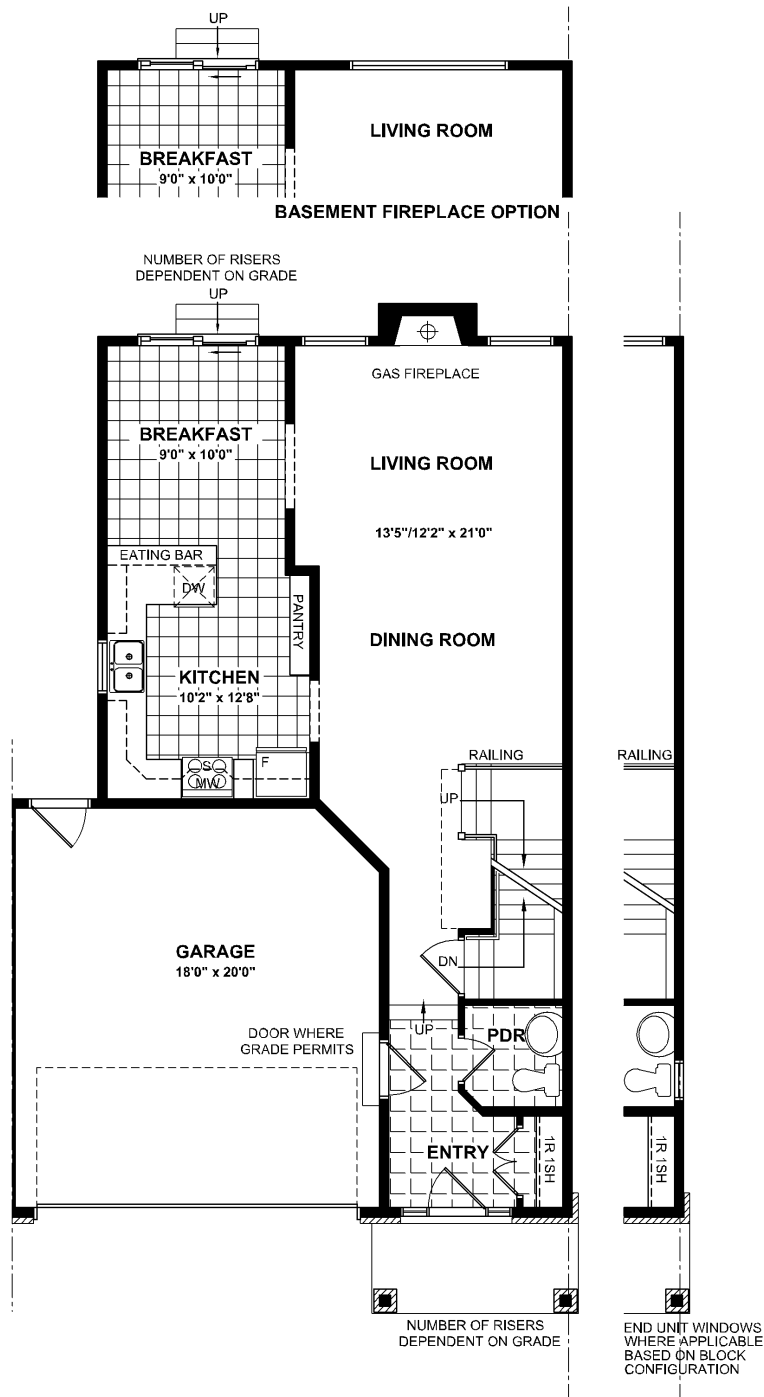 UP
LIVING ROOM
BREAKFAST
9'0" x 10'0"
BASEMENT FIREPLACE OPTION
NUMBER OF RISERS
DEPENDENT ON GRADE
UP
GAS FIREPLACE
BREAKFAST
9'0" x 10'0"
LIVING ROOM
13'5"/12'2" x 21'0"
EATING BAR
DW
PANTRY
DINING ROOM
KITCHEN
10'2" x 12'8"
RAILING
RAILING
S
F
MW
UP
GARAGE
18'0" x 20'0"
DN
DOOR WHERE
GRADE PERMITS
UP
PDR
ENTRY
1R 1SH
1R 1SH
NUMBER OF RISERS
DEPENDENT ON GRADE
END UNIT WINDOWS
WHERE APPLICABLE
BASED ON BLOCK
CONFIGURATION